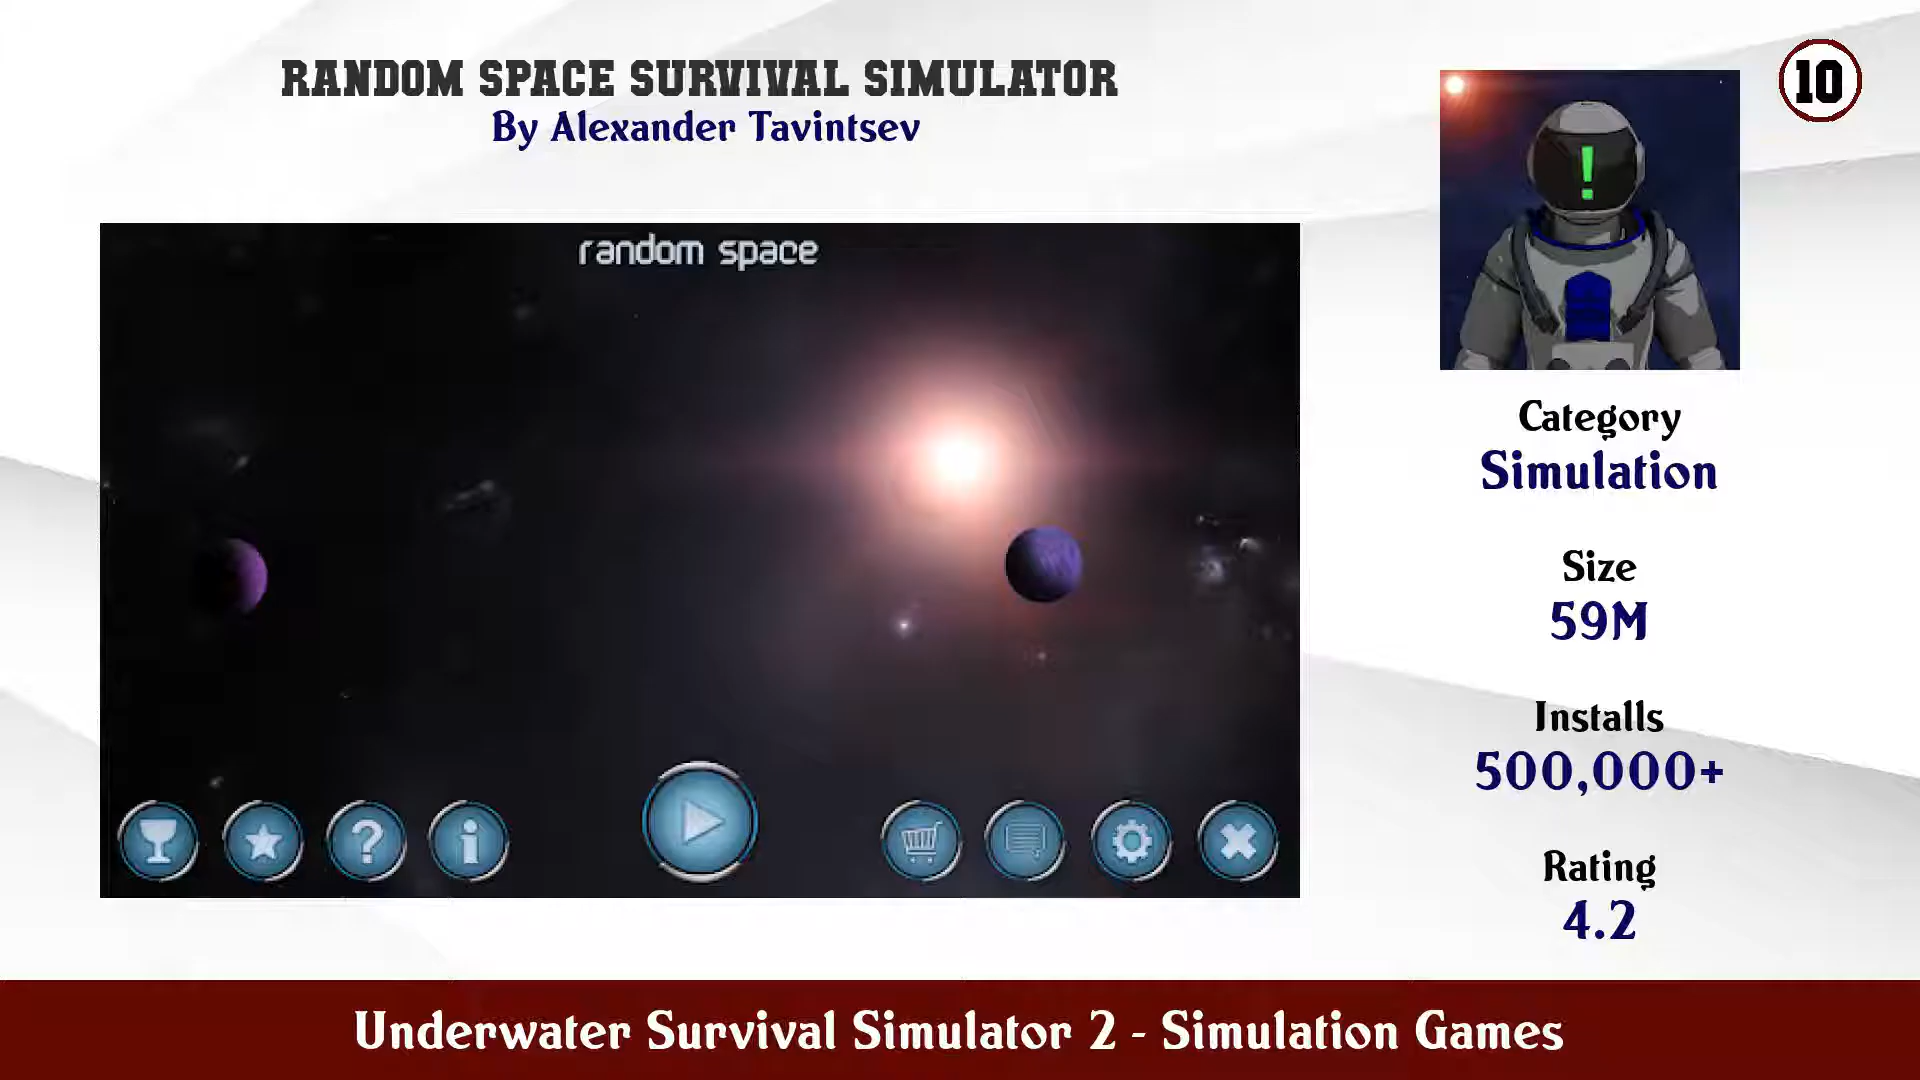 RANDOM SPACE SURVIVAL SIMULATOR
By Alexander Tavintsev
10
random space
!
Category
Simulation
Size
59M
Installs
500,000+
Rating
4.2
Underwater Survival Simulator 2 - Simulation Games